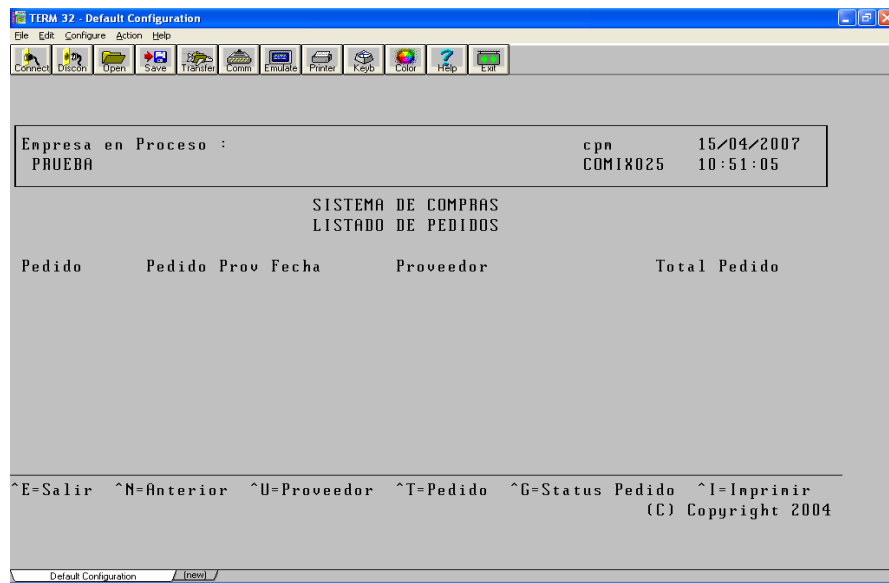 TERM 32 - Default Configuration
File Edit Configure Action Help
Connect Discon Open Save Transfer Comm Emulate Printer Keyb Color Help Exit
Empresa en Proceso : cpm 15/04/2007
PRUEBA COMIX025 10:51:05
SISTEMA DE COMPRAS
LISTADO DE PEDIDOS
Pedido Pedido Prov Fecha Proveedor Total Pedido
^E=Salir ^N=Anterior ^U=Proveedor ^T=Pedido ^G=Status Pedido ^I=Imprimir
(C) Copyright 2004
Default Configuration (new)